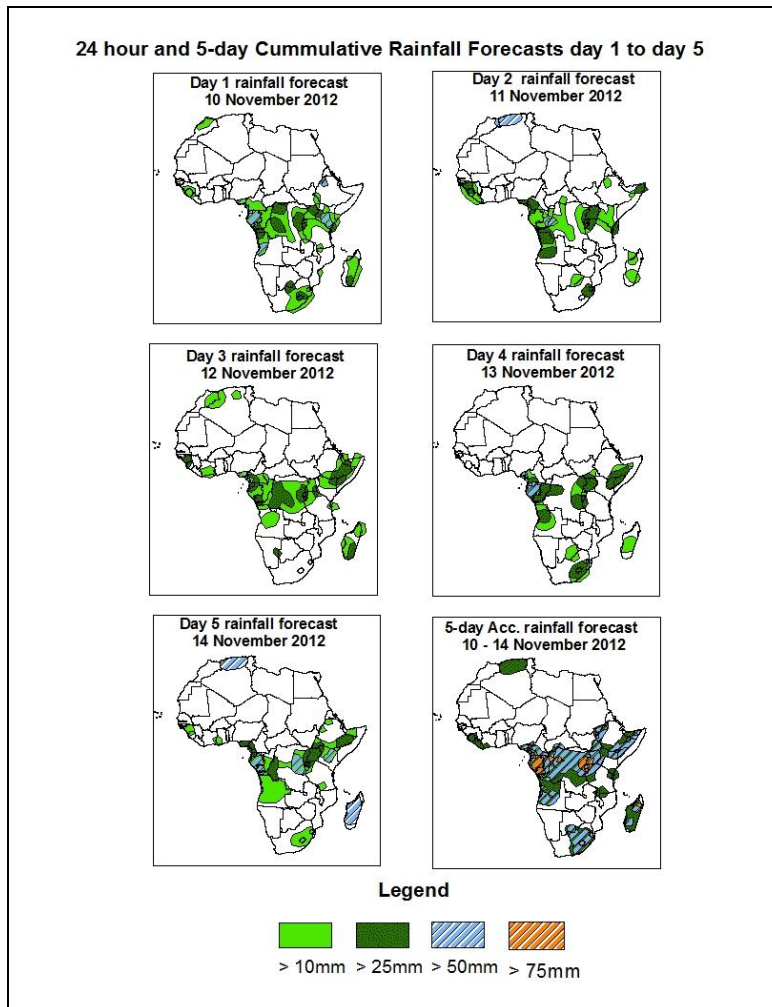 24 hour and 5-day Cummulative Rainfall Forecasts day 1 to day 5
Day 1 rainfall forecast
10 November 2012
Day 2 rainfall forecast
11 November 2012
Day 3 rainfall forecast
12 November 2012
Day 4 rainfall forecast
13 November 2012
Day 5 rainfall forecast
14 November 2012
5-day Acc. rainfall forecast
10 - 14 November 2012
Legend
> 10mm > 25mm > 50mm > 75mm